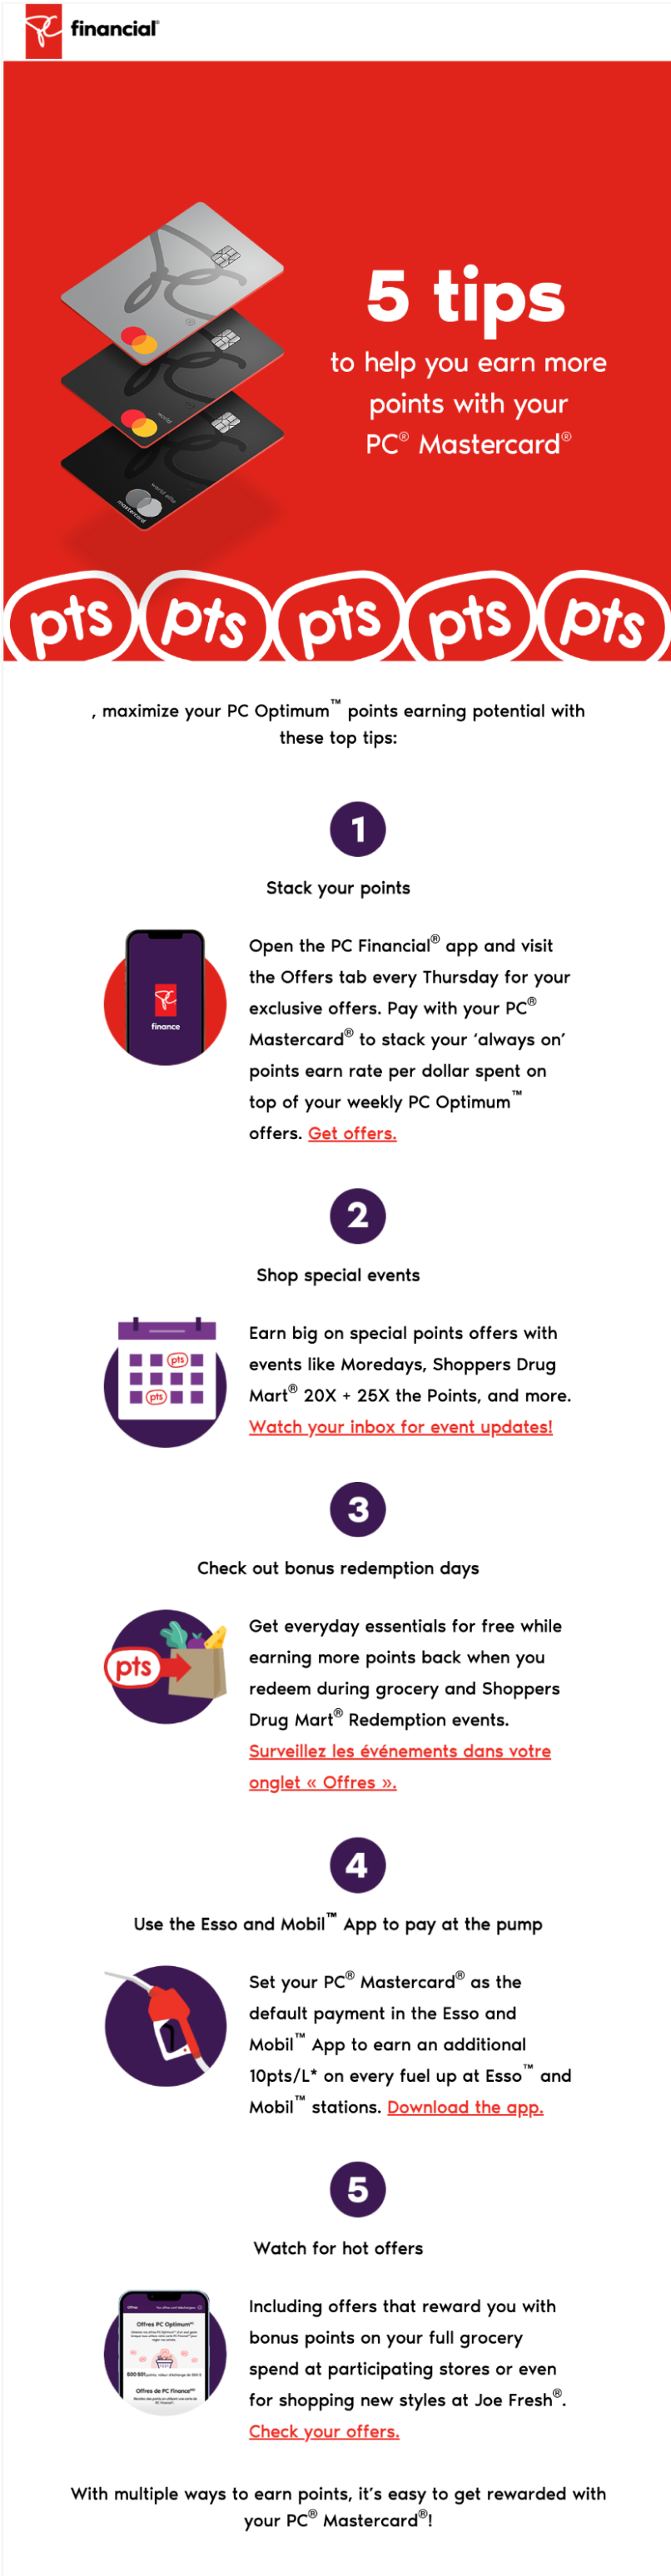 PC financial®
5 tips
to help you earn more
points with your
PC® Mastercard®
mastercard
pts pts pts pts pts
, maximize your PC Optimum™ points earning potential with
these top tips:
1
Stack your points
finance
Open the PC Financial® app and visit
the Offers tab every Thursday for your
exclusive offers. Pay with your PC®
Mastercard® to stack your ‘always on’
points earn rate per dollar spent on
top of your weekly PC Optimum™
offers. Get offers.
2
Shop special events
pts
pts
Earn big on special points offers with
events like Moredays, Shoppers Drug
Mart® 20X + 25X the Points, and more.
Watch your inbox for event updates!
3
Check out bonus redemption days
pts
Get everyday essentials for free while
earning more points back when you
redeem during grocery and Shoppers
Drug Mart® Redemption events.
Surveillez les événements dans votre
onglet « Offres ».
4
Use the Esso and Mobil™ App to pay at the pump
Set your PC® Mastercard® as the
default payment in the Esso and
Mobil™ App to earn an additional
10pts/L* on every fuel up at Esso™ and
Mobil™ stations. Download the app.
5
Watch for hot offers
Offres
Offres PC Optimum
Offres de PC Finance
Including offers that reward you with
bonus points on your full grocery
spend at participating stores or even
for shopping new styles at Joe Fresh®.
Check your offers.
With multiple ways to earn points, it’s easy to get rewarded with
your PC® Mastercard®!